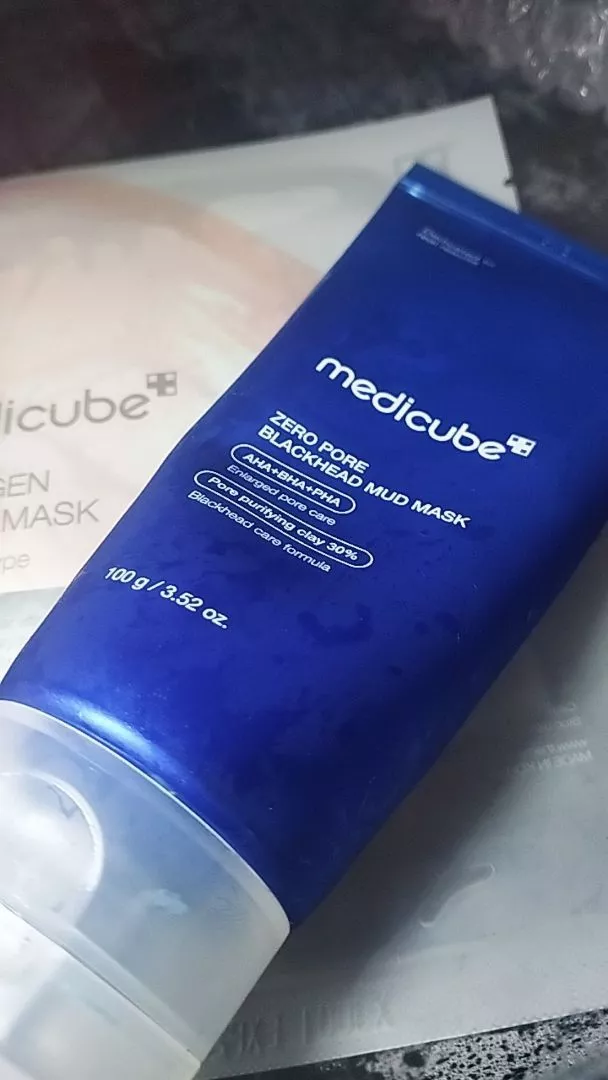 medicube
ZERO PORE
BLACKHEAD MUD MASK
AHA+BHA+PHA
Enlarged pore care
Pore purifying clay 30%
Blackhead care formula
100 g / 3.52 oz.
icube
GEN
MASK